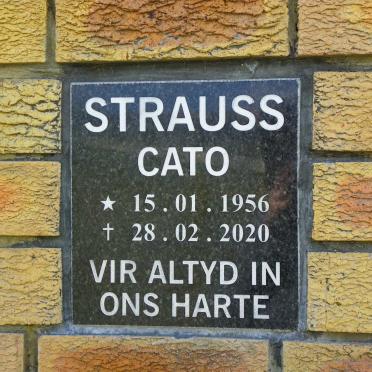 STRAUSS
CATO
★ 15.01.1956
† 28.02.2020
VIR ALTYD IN
ONS HARTE